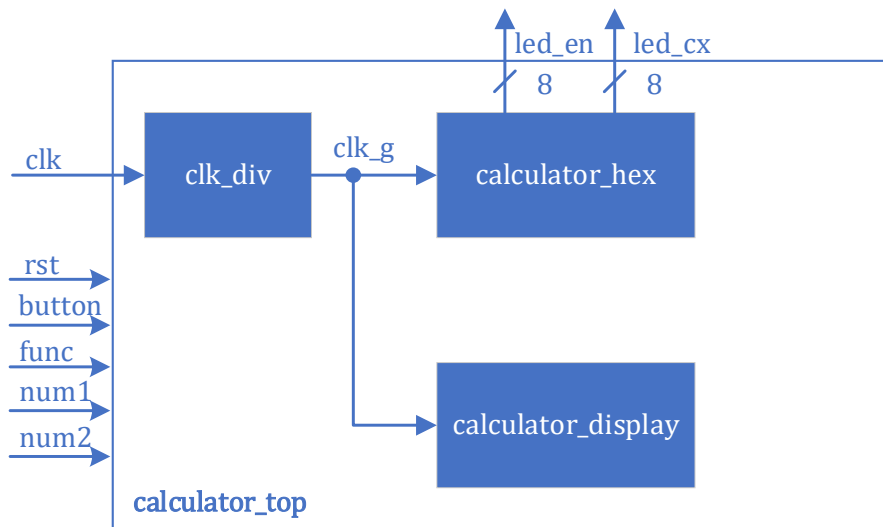 led_en
led_cx
8
8
clk
clk_div
clk_g
calculator_hex
rst
button
func
num1
num2
calculator_display
calculator_top